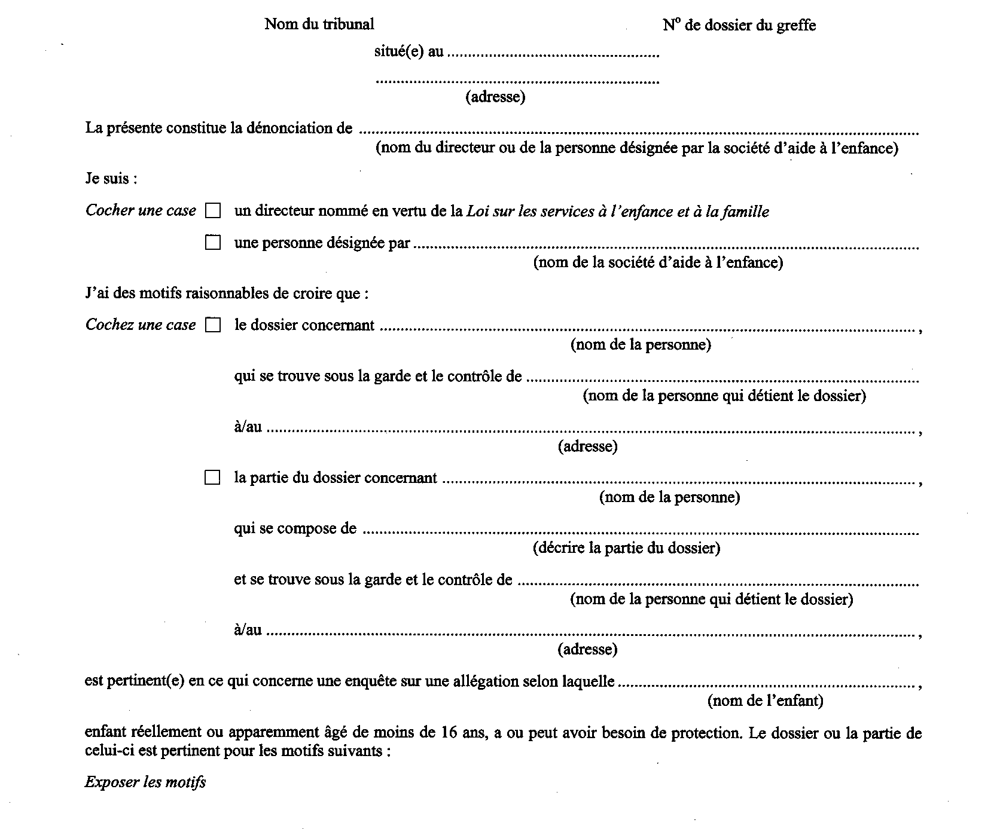 Nom du tribunal N° de dossier du greffe
situé(e) au ..................................................
....................................................................
(adresse)
La présente constitue la dénonciation de ..................................................
(nom du directeur ou de la personne désignée par la société d'aide à l'enfance)
Je suis :
Cocher une case ☐ un directeur nommé en vertu de la Loi sur les services à l'enfance et à la famille
☐ une personne désignée par ..................................................
(nom de la société d'aide à l'enfance)
J'ai des motifs raisonnables de croire que :
Cochez une case ☐ le dossier concernant .................................................. ,
(nom de la personne)
qui se trouve sous la garde et le contrôle de ..................................................
(nom de la personne qui détient le dossier)
à/au .................................................. ,
(adresse)
☐ la partie du dossier concernant .................................................. ,
(nom de la personne)
qui se compose de ..................................................
(décrire la partie du dossier)
et se trouve sous la garde et le contrôle de ..................................................
(nom de la personne qui détient le dossier)
à/au .................................................. ,
(adresse)
est pertinent(e) en ce qui concerne une enquête sur une allégation selon laquelle .................................................. ,
(nom de l'enfant)
enfant réellement ou apparemment âgé de moins de 16 ans, a ou peut avoir besoin de protection. Le dossier ou la partie de
celui-ci est pertinent pour les motifs suivants :
Exposer les motifs